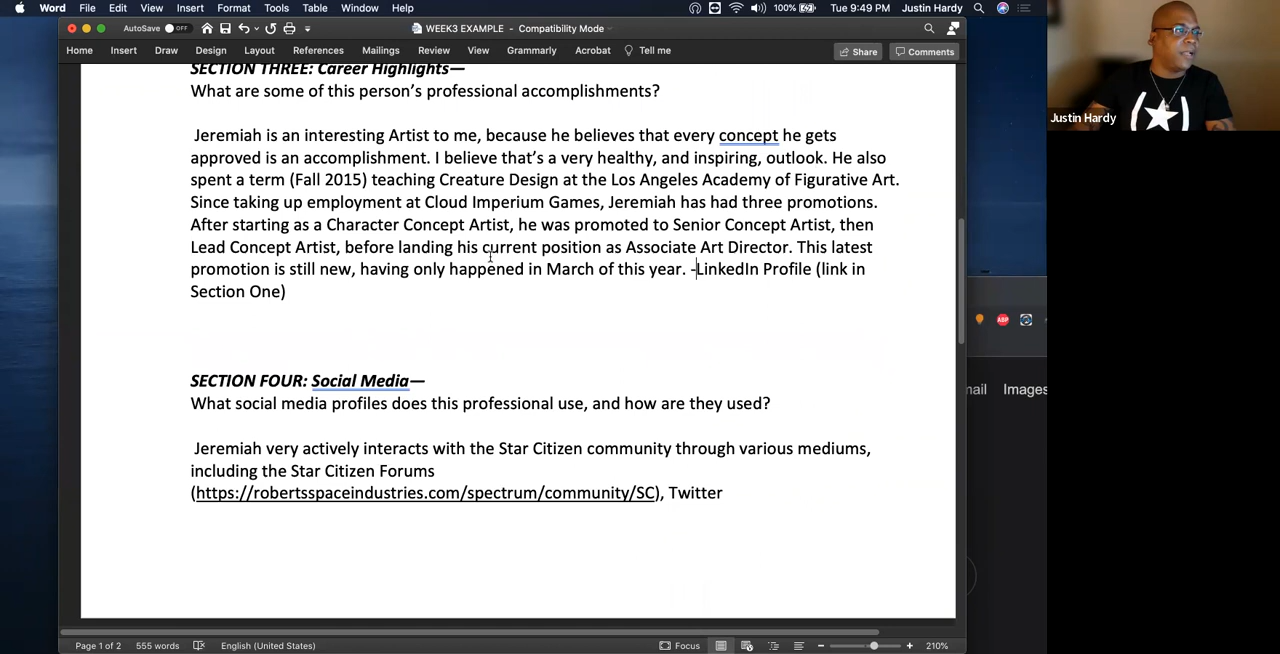 Word File Edit View Insert Format Tools Table Window Help 100% Tue 9:49 PM Justin Hardy
AutoSave OFF WEEK3 EXAMPLE - Compatibility Mode
Home Insert Draw Design Layout References Mailings Review View Grammarly Acrobat Tell me Share Comments
SECTION THREE: Career Highlights—
What are some of this person's professional accomplishments?
Jeremiah is an interesting Artist to me, because he believes that every concept he gets
approved is an accomplishment. I believe that's a very healthy, and inspiring, outlook. He also
spent a term (Fall 2015) teaching Creature Design at the Los Angeles Academy of Figurative Art.
Since taking up employment at Cloud Imperium Games, Jeremiah has had three promotions.
After starting as a Character Concept Artist, he was promoted to Senior Concept Artist, then
Lead Concept Artist, before landing his current position as Associate Art Director. This latest
promotion is still new, having only happened in March of this year. -LinkedIn Profile (link in
Section One)
SECTION FOUR: Social Media—
What social media profiles does this professional use, and how are they used?
Jeremiah very actively interacts with the Star Citizen community through various mediums,
including the Star Citizen Forums
(https://robertsspaceindustries.com/spectrum/community/SC), Twitter
Page 1 of 2 555 words English (United States) Focus 210%
Justin Hardy
ABP
mail Images